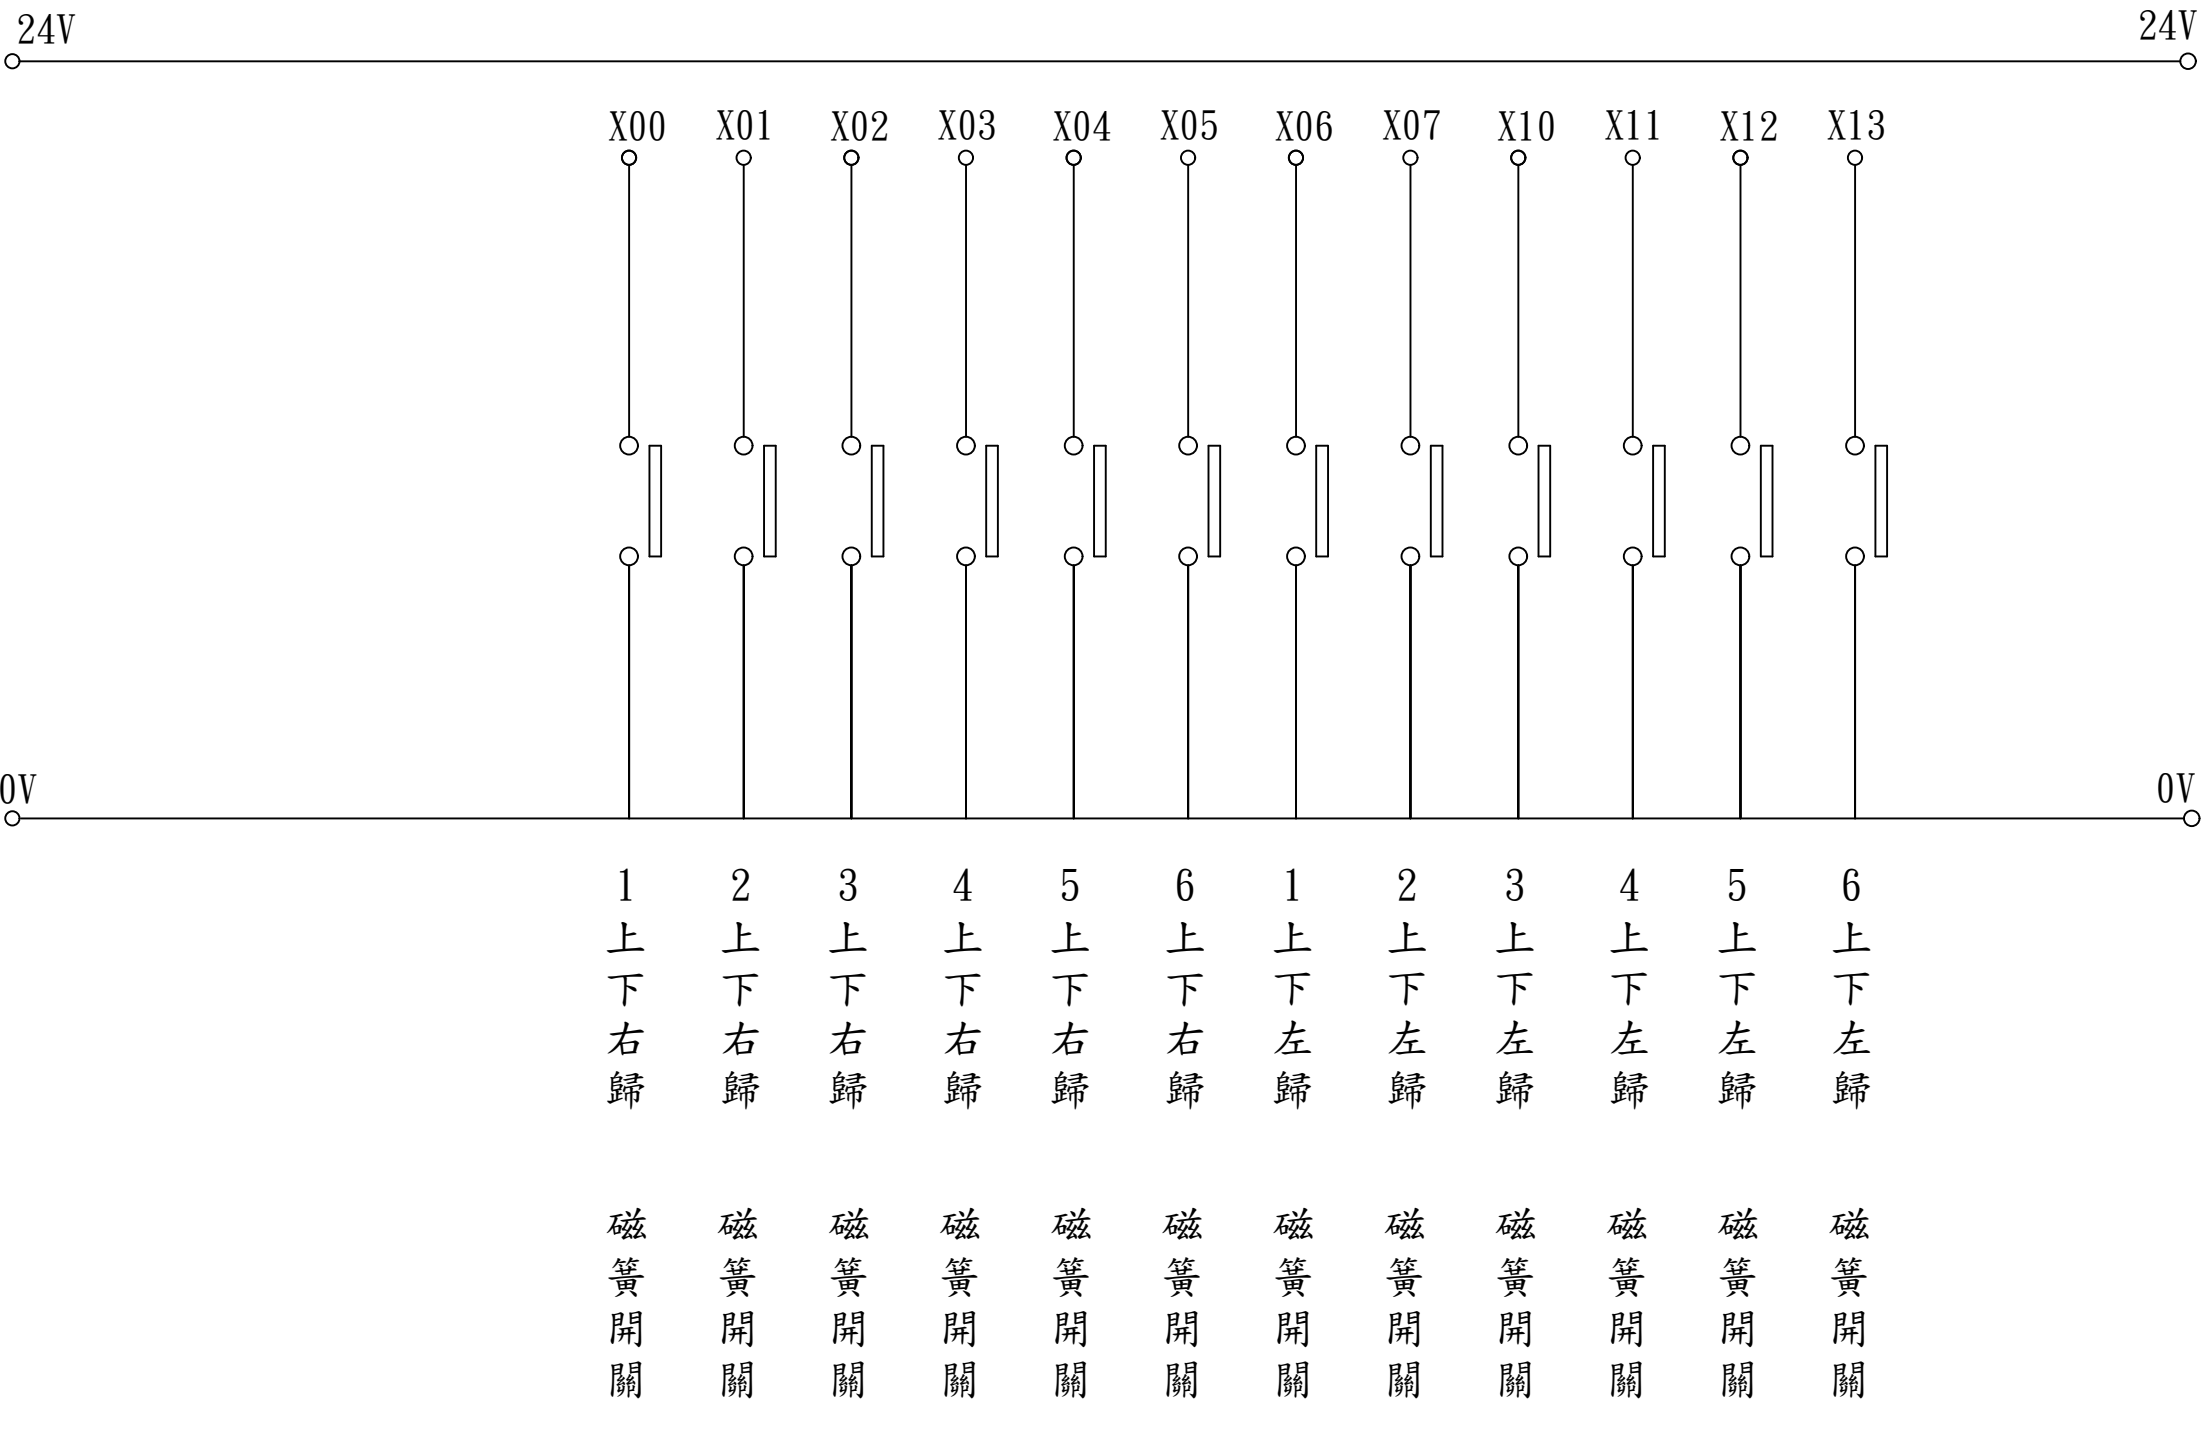 24V 24V
X00 X01 X02 X03 X04 X05 X06 X07 X10 X11 X12 X13
0V 0V
1上下右歸
2上下右歸
3上下右歸
4上下右歸
5上下右歸
6上下右歸
1上下左歸
2上下左歸
3上下左歸
4上下左歸
5上下左歸
6上下左歸
磁簧開關
磁簧開關
磁簧開關
磁簧開關
磁簧開關
磁簧開關
磁簧開關
磁簧開關
磁簧開關
磁簧開關
磁簧開關
磁簧開關